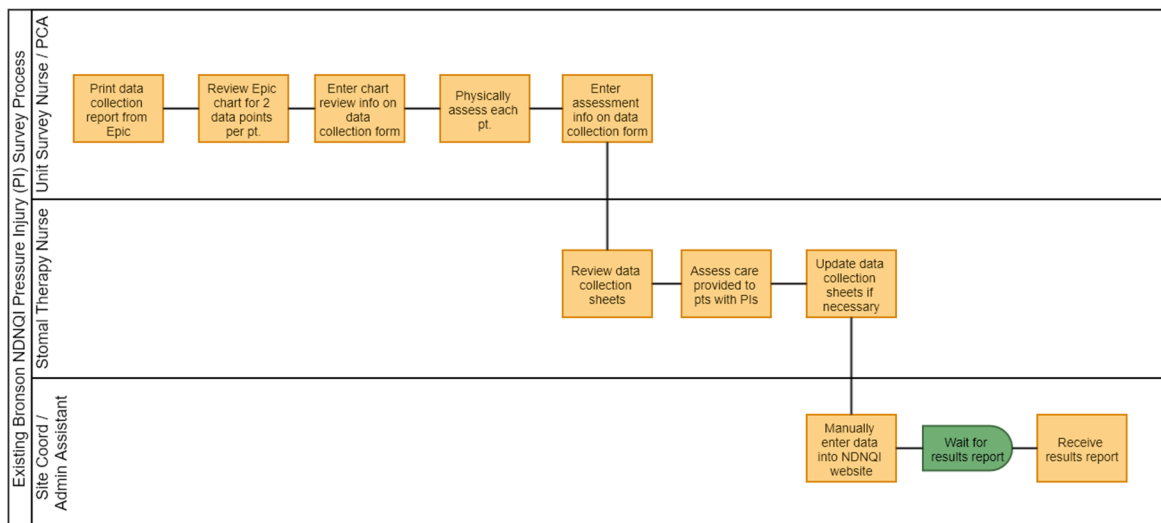 Existing Bronson NDNQI Pressure Injury (PI) Survey Process
Unit Survey Nurse / PCA
Print data
collection
report from
Epic
Review Epic
chart for 2
data points
per pt.
Enter chart
review info on
data
collection form
Physically
assess each
pt.
Enter
assessment
info on data
collection form
Stomal Therapy Nurse
Review data
collection
sheets
Assess care
provided to
pts with PIs
Update data
collection
sheets if
necessary
Site Coord /
Admin Assistant
Manually
enter data
into NDNQI
website
Wait for
results report
Receive
results report